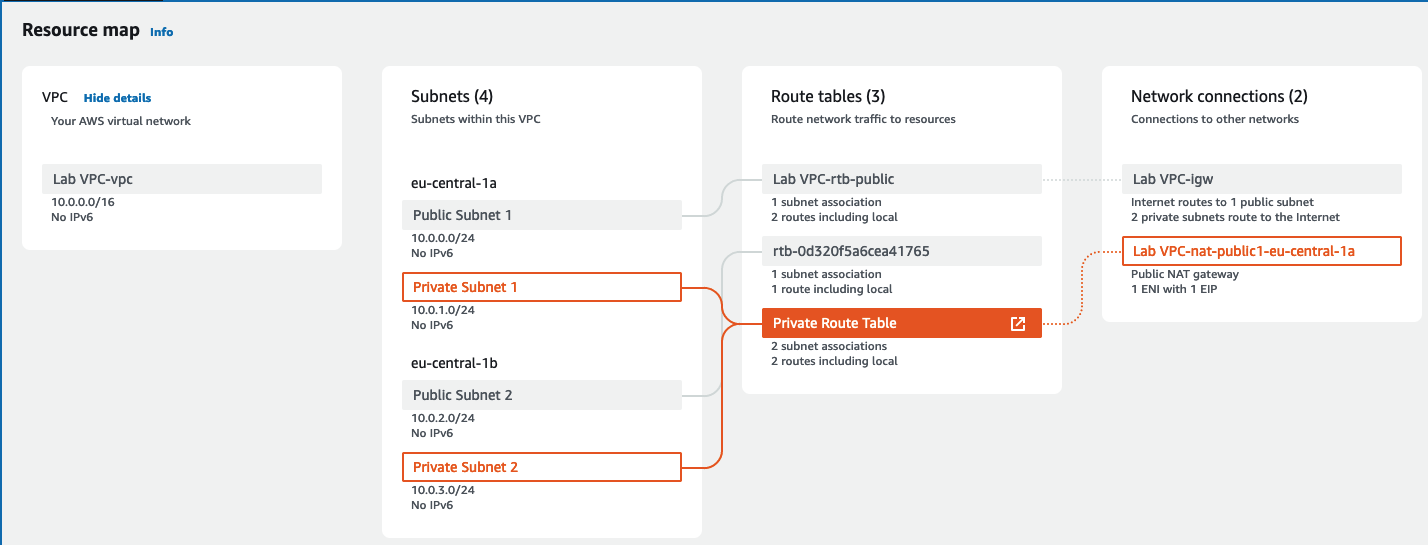 Resource map Info
VPC Hide details
Your AWS virtual network
Lab VPC-vpc
10.0.0.0/16
No IPv6
Subnets (4)
Subnets within this VPC
eu-central-1a
Public Subnet 1
10.0.0.0/24
No IPv6
Private Subnet 1
10.0.1.0/24
No IPv6
eu-central-1b
Public Subnet 2
10.0.2.0/24
No IPv6
Private Subnet 2
10.0.3.0/24
No IPv6
Route tables (3)
Route network traffic to resources
Lab VPC-rtb-public
1 subnet association
2 routes including local
rtb-0d320f5a6cea41765
1 subnet association
1 route including local
Private Route Table
2 subnet associations
2 routes including local
Network connections (2)
Connections to other networks
Lab VPC-igw
Internet routes to 1 public subnet
2 private subnets route to the Internet
Lab VPC-nat-public1-eu-central-1a
Public NAT gateway
1 ENI with 1 EIP